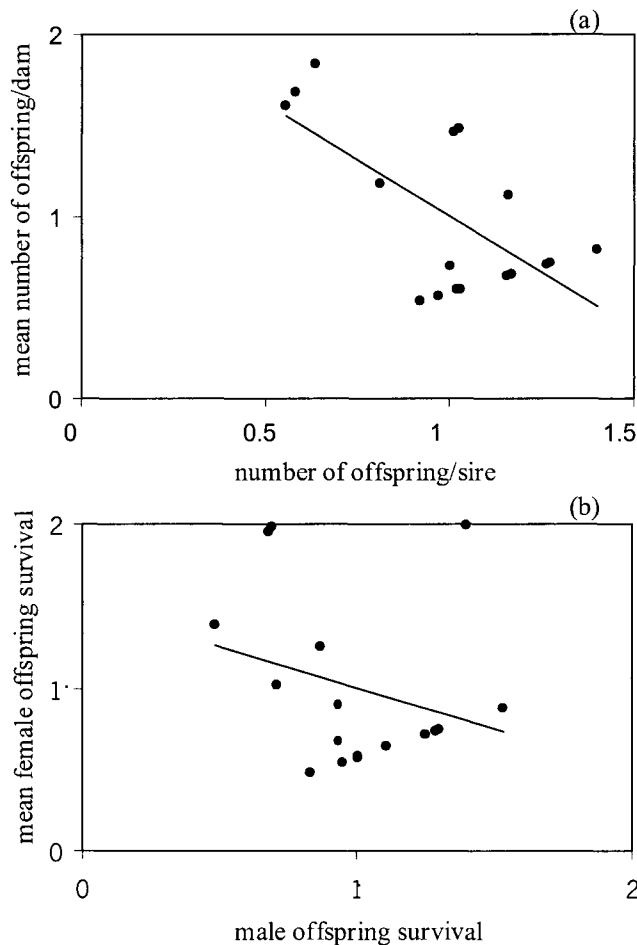 (a)
mean number of offspring/dam
2
1
0
0 0.5 1 1.5
number of offspring/sire
(b)
mean female offspring survival
2
1
0
0 1 2
male offspring survival